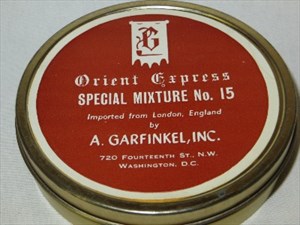 G
Orient Express
SPECIAL MIXTURE No. 15
Imported from London, England
by
A. GARFINKEL, INC.
720 FOURTEENTH ST., N.W.
WASHINGTON, D.C.